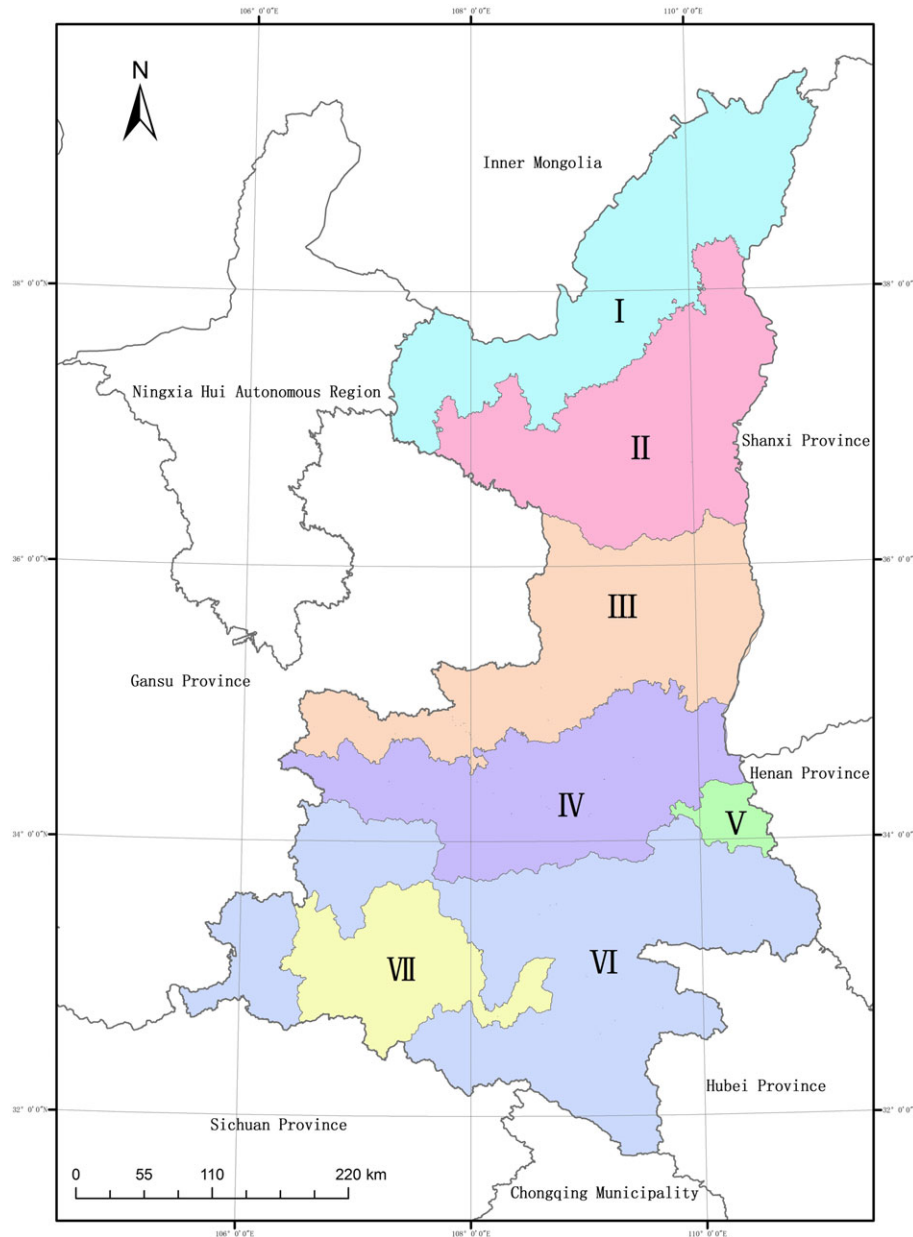 106° 0′0″E 108° 0′0″E 110° 0′0″E
N
Inner Mongolia
38° 0′0″N 38° 0′0″N
I
Ningxia Hui Autonomous Region
II
Shanxi Province
36° 0′0″N 36° 0′0″N
III
Gansu Province
Henan Province
IV
V
34° 0′0″N 34° 0′0″N
VII
VI
Hubei Province
32° 0′0″N 32° 0′0″N
Sichuan Province
0 55 110 220 km
Chongqing Municipality
106° 0′0″E 108° 0′0″E 110° 0′0″E